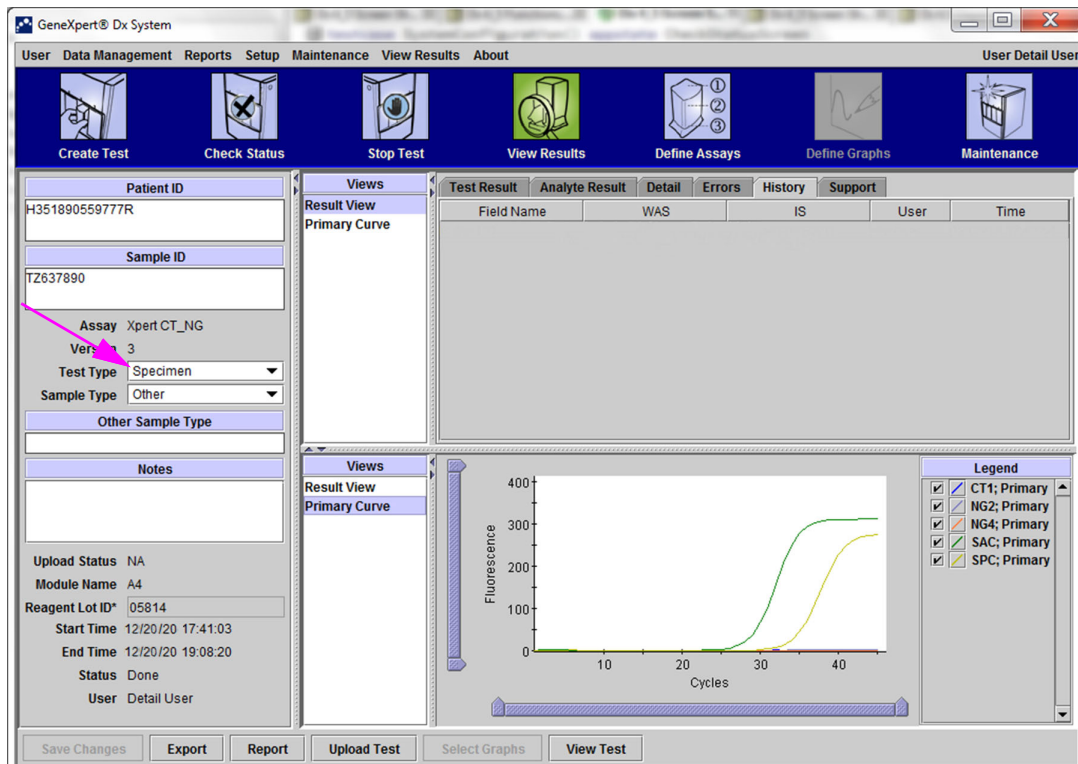 GeneXpert® Dx System
User Data Management Reports Setup Maintenance View Results About User Detail User
Create Test Check Status Stop Test View Results Define Assays Define Graphs Maintenance
① ② ③
Patient ID
H351890559777R
Sample ID
TZ637890
Assay Xpert CT_NG
Version 3
Test Type Specimen
Sample Type Other
Other Sample Type
Notes
Upload Status NA
Module Name A4
Reagent Lot ID* 05814
Start Time 12/20/20 17:41:03
End Time 12/20/20 19:08:20
Status Done
User Detail User
Views
Result View
Primary Curve
Test Result Analyte Result Detail Errors History Support
Field Name WAS IS User Time
Views
Result View
Primary Curve
Fluorescence
400
300
200
100
0
10 20 30 40
Cycles
Legend
CT1; Primary
NG2; Primary
NG4; Primary
SAC; Primary
SPC; Primary
Save Changes Export Report Upload Test Select Graphs View Test